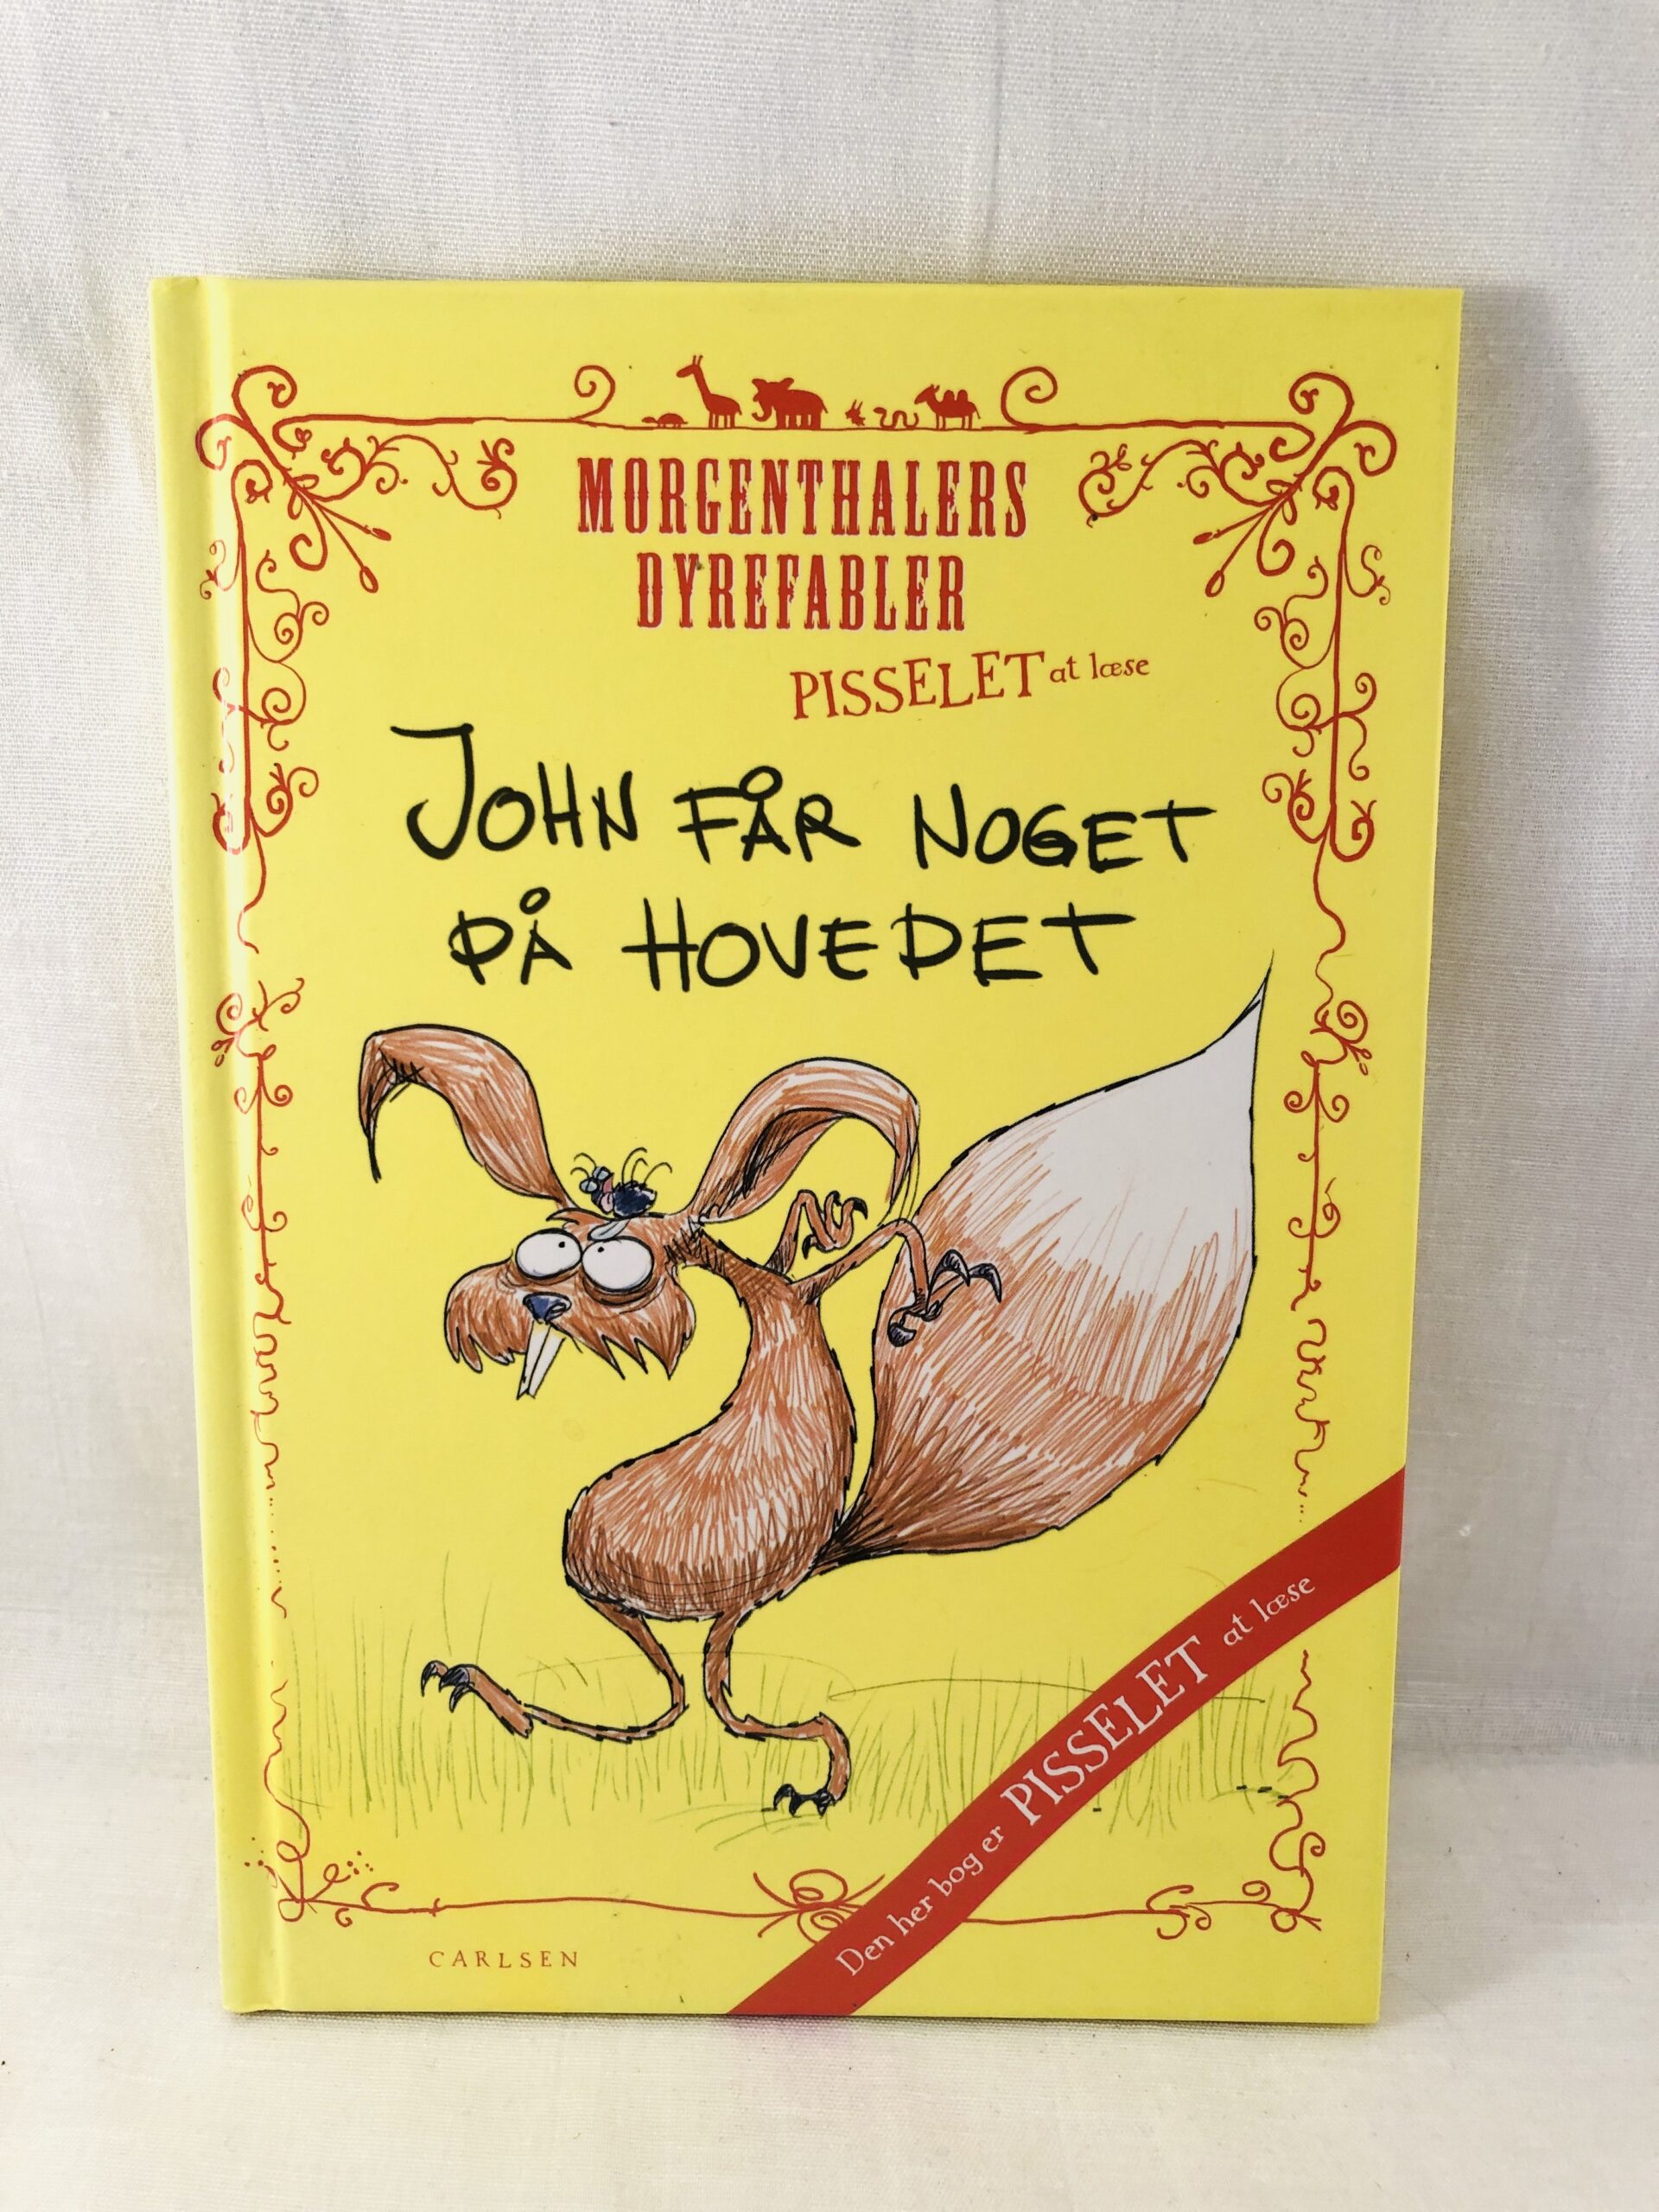 MORGENTHALERS
DYREFABLER
PISSELET at læse
JOHN FÅR NOGET
PÅ HOVEDET
Den her bog er PISSELET at læse
CARLSEN